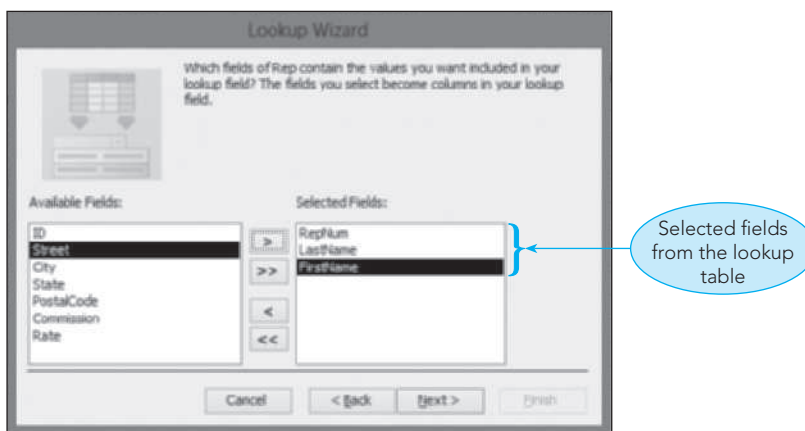 Lookup Wizard
Which fields of Rep contain the values you want included in your
lookup field? The fields you select become columns in your lookup
field.
Available Fields:
Selected Fields:
ID
Street
City
State
PostalCode
Commission
Rate
>
>>
<
<<
RepNum
LastName
FirstName
Selected fields
from the lookup
table
Cancel
< Back
Next >
Finish